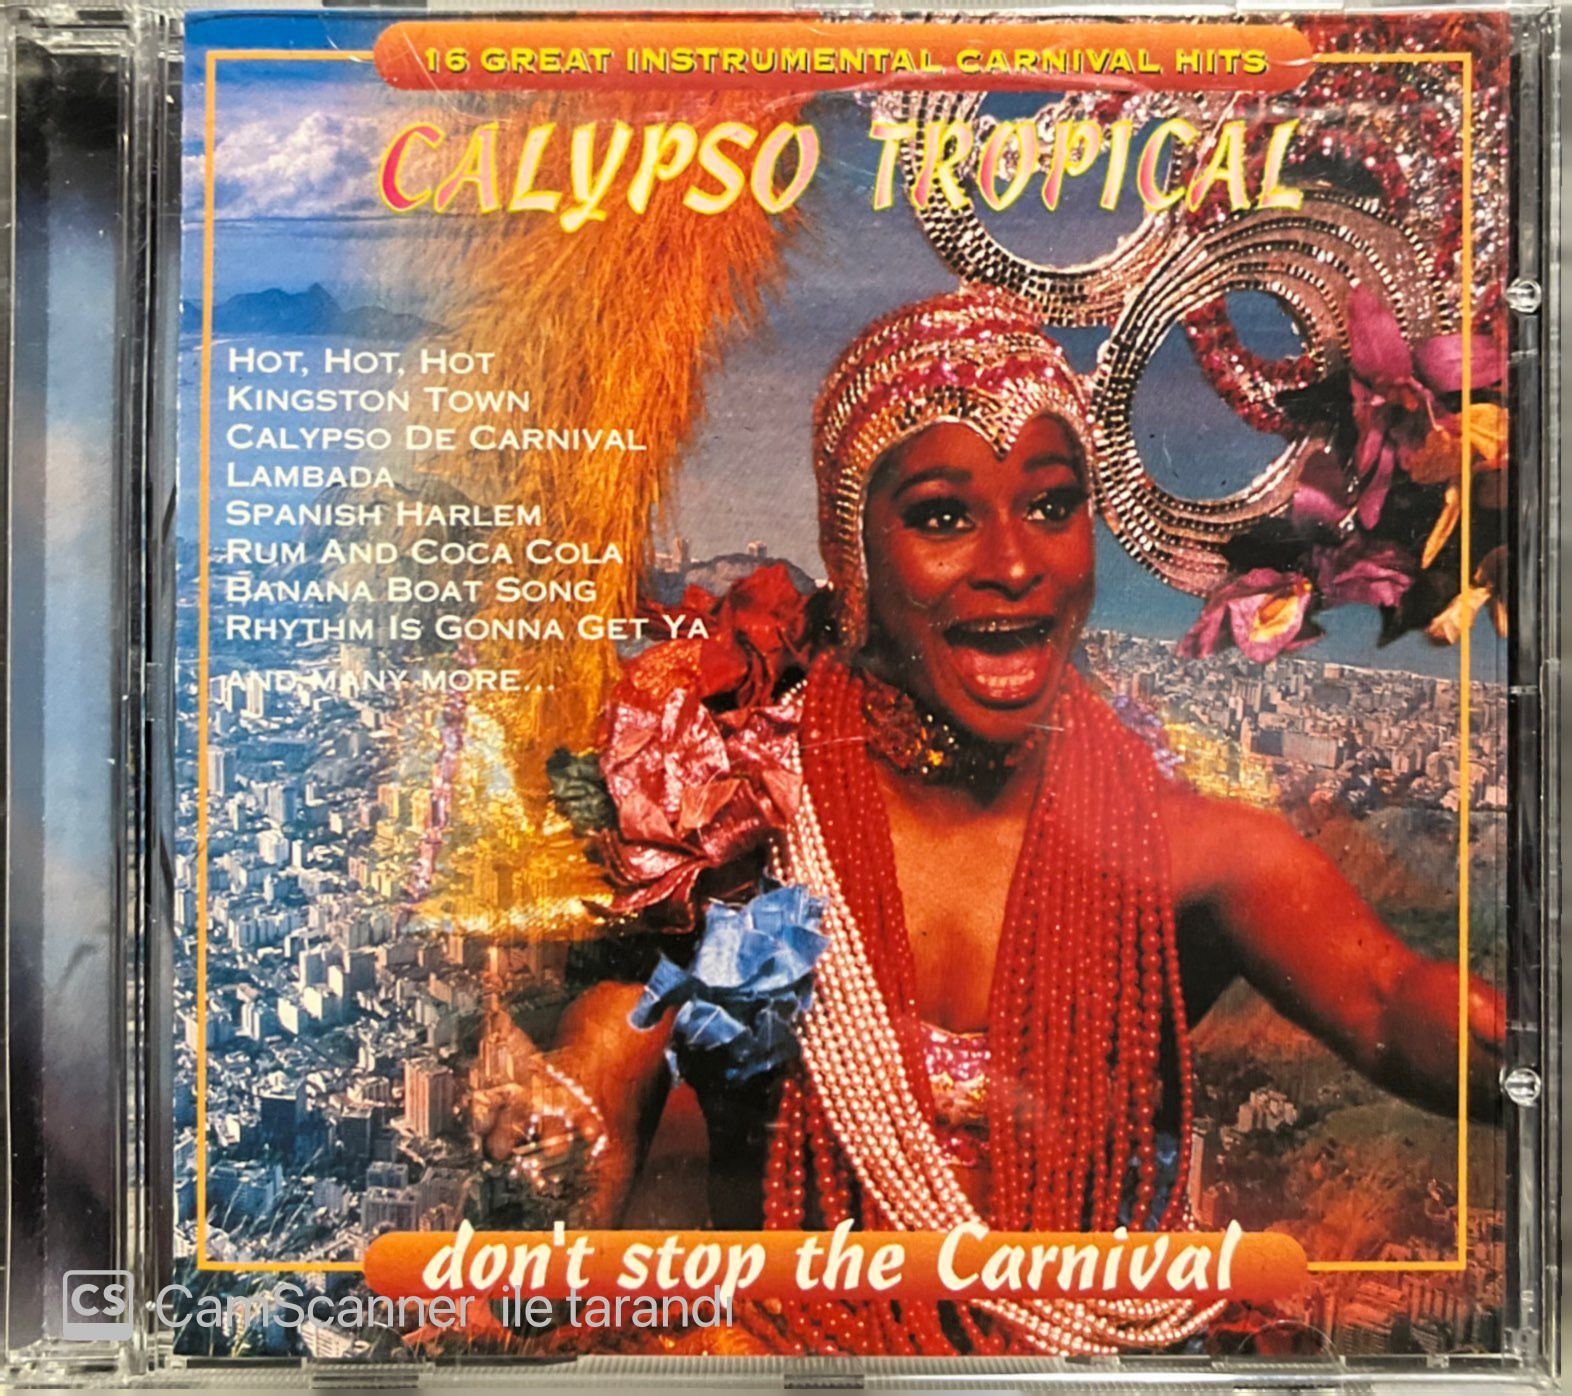 16 GREAT INSTRUMENTAL CARNIVAL HITS
CALYPSO TROPICAL
HOT, HOT, HOT
KINGSTON TOWN
CALYPSO DE CARNIVAL
LAMBADA
SPANISH HARLEM
RUM AND COCA COLA
BANANA BOAT SONG
RHYTHM IS GONNA GET YA
AND MANY MORE...
don't stop the Carnival
CS CamScanner ile tarandı